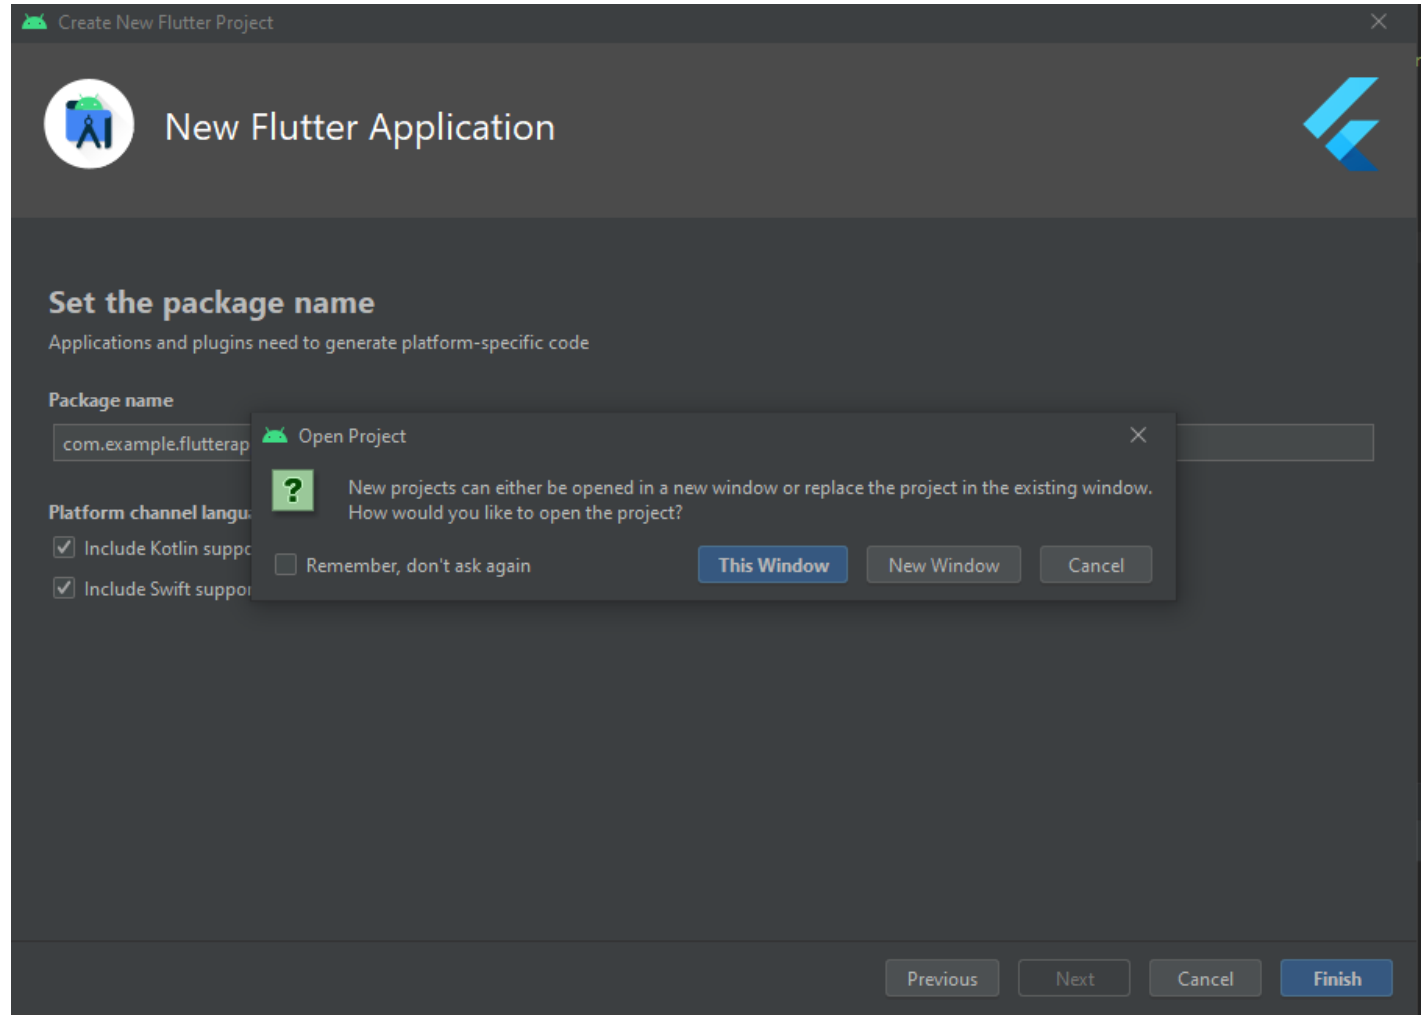 Create New Flutter Project
New Flutter Application
Set the package name
Applications and plugins need to generate platform-specific code
Package name
com.example.flutterap
Open Project
New projects can either be opened in a new window or replace the project in the existing window.
How would you like to open the project?
Platform channel langu
Include Kotlin suppo
Remember, don't ask again
This Window
New Window
Cancel
Include Swift suppor
Previous
Next
Cancel
Finish